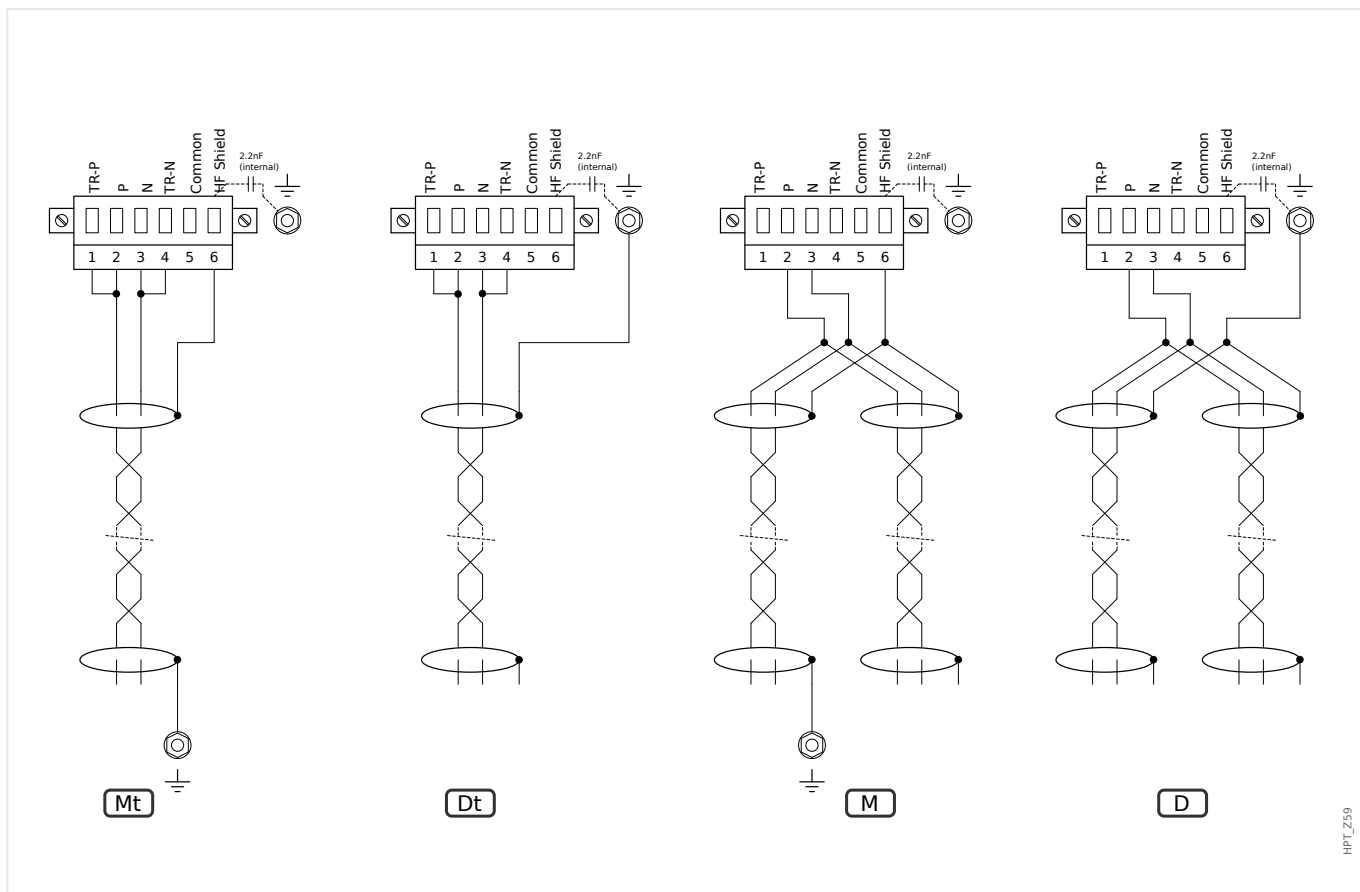 TR-P P N TR-N Common HF Shield
2.2nF
(internal)
1 2 3 4 5 6
TR-P P N TR-N Common HF Shield
2.2nF
(internal)
1 2 3 4 5 6
TR-P P N TR-N Common HF Shield
2.2nF
(internal)
1 2 3 4 5 6
TR-P P N TR-N Common HF Shield
2.2nF
(internal)
1 2 3 4 5 6
Mt
Dt
M
D
HPT_Z59